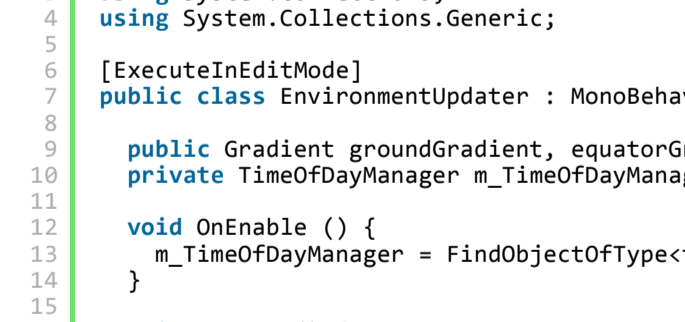 4 using System.Collections.Generic;
5
6 [ExecuteInEditMode]
7 public class EnvironmentUpdater : MonoBehav
8
9 public Gradient groundGradient, equatorGr
10 private TimeOfDayManager m_TimeOfDayManag
11
12 void OnEnable () {
13 m_TimeOfDayManager = FindObjectOfType<
14 }
15